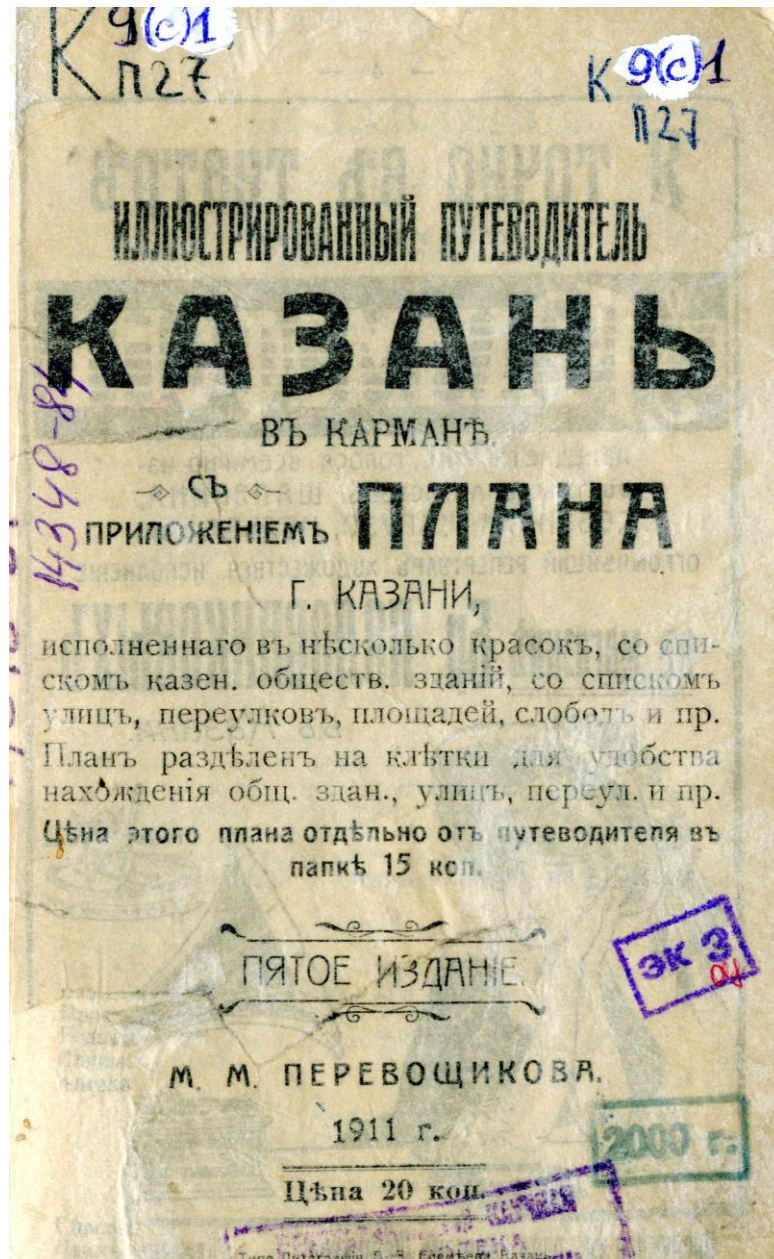 К 9(с)1
П27
К 9(с)1
П27
ИЛЛЮСТРИРОВАННЫЙ ПУТЕВОДИТЕЛЬ
КАЗАНЬ
ВЪ КАРМАНѢ.
СЪ
ПРИЛОЖЕНІЕМЪ ПЛАНА
Г. КАЗАНИ,
исполненнаго въ нѣсколько красокъ, со спи-
скомъ казен. обществ. зданій, со спискомъ
улицъ, переулковъ, площадей, слободъ и пр.
Планъ раздѣленъ на клѣтки для удобства
нахожденія общ. здан., улицъ, переул. и пр.
Цѣна этого плана отдѣльно отъ путеводителя въ
папкѣ 15 коп.
ПЯТОЕ ИЗДАНІЕ.
М. М. ПЕРЕВОЩИКОВА.
1911 г.
Цѣна 20 коп.
14348-81
ЭК 3
2000 г.